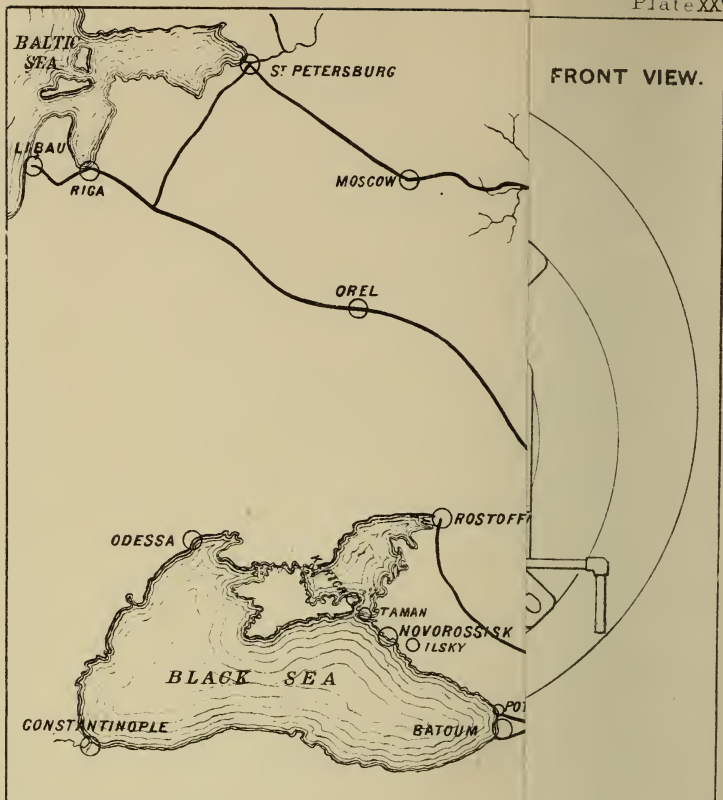 Plate XX
BALTIC
SEA
ST PETERSBURG
FRONT VIEW.
LIBAU
RIGA
MOSCOW
OREL
ROSTOFF
ODESSA
TAMAN
NOVOROSSISK
ILSKY
BLACK SEA
POT
CONSTANTINOPLE
BATOUM